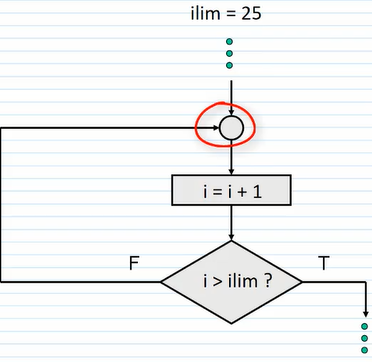 ilim = 25
i = i + 1
F
T
i > ilim ?